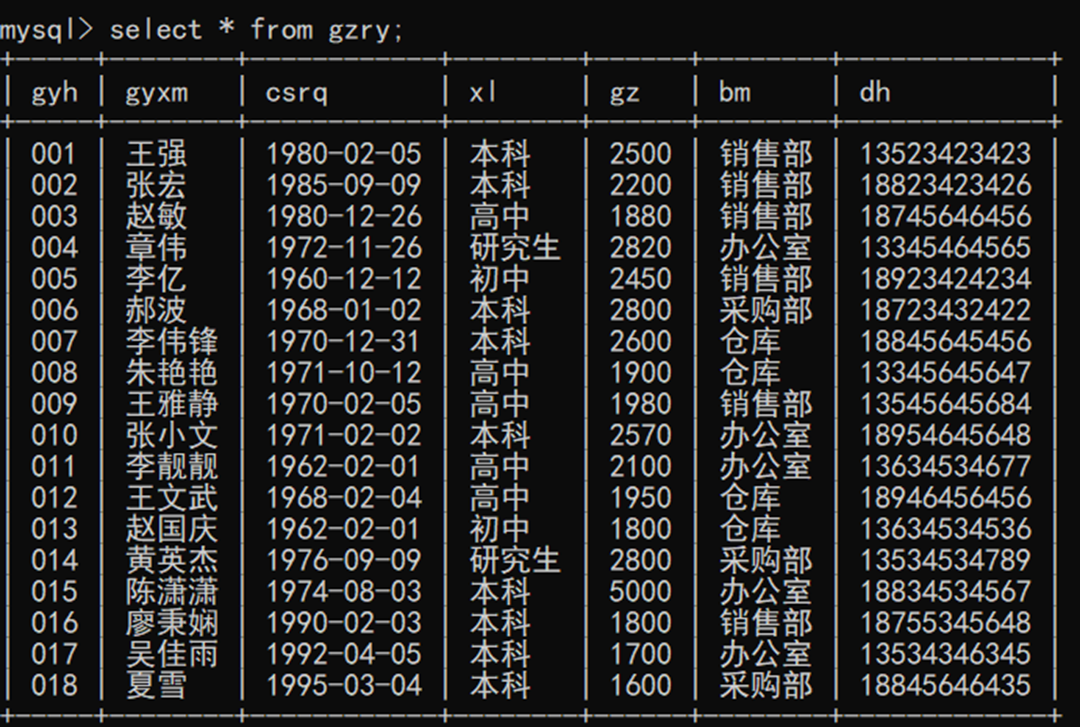 mysql> select * from gzry;
| gyh | gyxm | csrq | xl | gz | bm | dh |
| 001 | 王强 | 1980-02-05 | 本科 | 2500 | 销售部 | 13523423423 |
| 002 | 张宏 | 1985-09-09 | 本科 | 2200 | 销售部 | 18823423426 |
| 003 | 赵敏 | 1980-12-26 | 高中 | 1880 | 销售部 | 18745646456 |
| 004 | 章伟 | 1972-11-26 | 研究生 | 2820 | 办公室 | 13345464565 |
| 005 | 李亿 | 1960-12-12 | 初中 | 2450 | 销售部 | 18923424234 |
| 006 | 郝波 | 1968-01-02 | 本科 | 2800 | 采购部 | 18723432422 |
| 007 | 李伟锋 | 1970-12-31 | 本科 | 2600 | 仓库 | 18845645456 |
| 008 | 朱艳艳 | 1971-10-12 | 高中 | 1900 | 仓库 | 13345645647 |
| 009 | 王雅静 | 1970-02-05 | 高中 | 1980 | 销售部 | 13545645684 |
| 010 | 张小文 | 1971-02-02 | 本科 | 2570 | 办公室 | 18954645648 |
| 011 | 李靓靓 | 1962-02-01 | 高中 | 2100 | 办公室 | 13634534677 |
| 012 | 王文武 | 1968-02-04 | 高中 | 1950 | 仓库 | 18946456456 |
| 013 | 赵国庆 | 1962-02-01 | 初中 | 1800 | 仓库 | 13634534536 |
| 014 | 黄英杰 | 1976-09-09 | 研究生 | 2800 | 采购部 | 13534534789 |
| 015 | 陈潇潇 | 1974-08-03 | 本科 | 5000 | 办公室 | 18834534567 |
| 016 | 廖秉娴 | 1990-02-03 | 本科 | 1800 | 销售部 | 18755345648 |
| 017 | 吴佳雨 | 1992-04-05 | 本科 | 1700 | 办公室 | 13534346345 |
| 018 | 夏雪 | 1995-03-04 | 本科 | 1600 | 采购部 | 18845646435 |